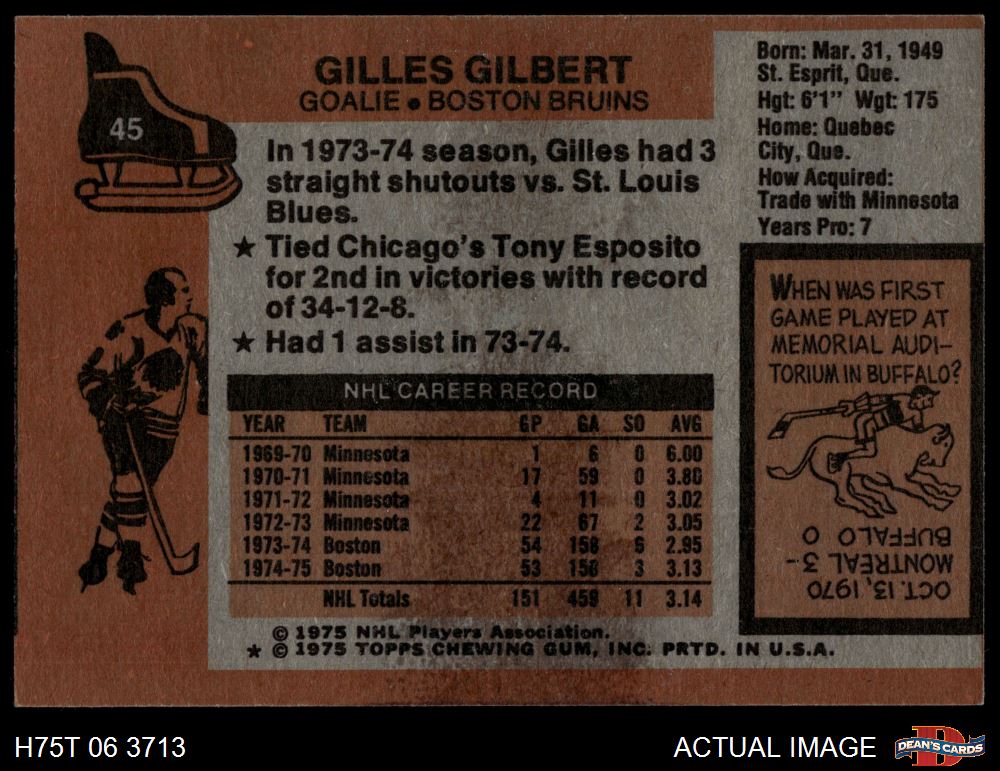 45
GILLES GILBERT
GOALIE ● BOSTON BRUINS
In 1973-74 season, Gilles had 3
straight shutouts vs. St. Louis
Blues.
★ Tied Chicago's Tony Esposito
for 2nd in victories with record
of 34-12-8.
★ Had 1 assist in 73-74.
Born: Mar. 31, 1949
St. Esprit, Que.
Hgt: 6'1" Wgt: 175
Home: Quebec
City, Que.
How Acquired:
Trade with Minnesota
Years Pro: 7
NHL CAREER RECORD
YEAR TEAM GP GA SO AVG
1969-70 Minnesota 1 6 0 6.00
1970-71 Minnesota 17 59 0 3.80
1971-72 Minnesota 4 11 0 3.02
1972-73 Minnesota 22 67 2 3.05
1973-74 Boston 54 158 6 2.95
1974-75 Boston 53 158 3 3.13
NHL Totals 151 459 11 3.14
WHEN WAS FIRST
GAME PLAYED AT
MEMORIAL AUDI-
TORIUM IN BUFFALO?
OCT. 13, 1970
MONTREAL 3-
BUFFALO 0
© 1975 NHL Players Association.
★ © 1975 TOPPS CHEWING GUM, INC. PRTD. IN U.S.A.
H75T 06 3713
ACTUAL IMAGE
D
DEAN'S CARDS